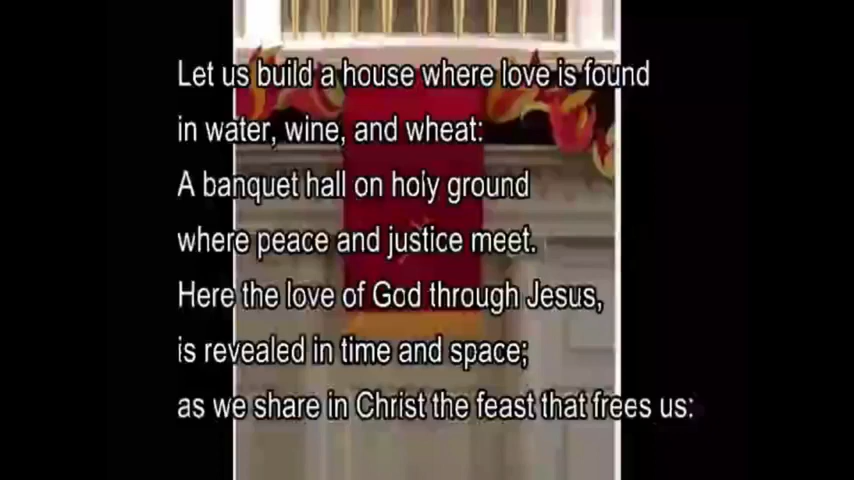 Let us build a house where love is found
in water, wine, and wheat:
A banquet hall on holy ground
where peace and justice meet.
Here the love of God through Jesus,
is revealed in time and space;
as we share in Christ the feast that frees us: